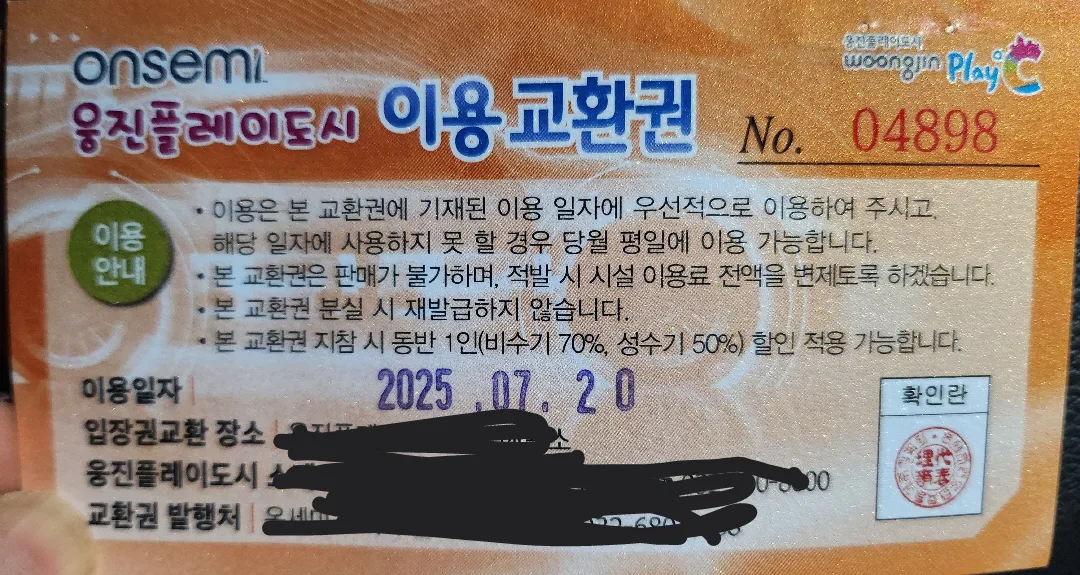 onsemi
웅진플레이도시 이용교환권
웅진플레이도시
woongjin Play°C
No. 04898
이용
안내
• 이용은 본 교환권에 기재된 이용 일자에 우선적으로 이용하여 주시고,
해당 일자에 사용하지 못 할 경우 당월 평일에 이용 가능합니다.
• 본 교환권은 판매가 불가하며, 적발 시 시설 이용료 전액을 변제토록 하겠습니다.
• 본 교환권 분실 시 재발급하지 않습니다.
• 본 교환권 지참 시 동반 1인(비수기 70%, 성수기 50%) 할인 적용 가능합니다.
이용일자 2025.07.20
확인란
입장권교환 장소
웅진플레이도시
교환권 발행처